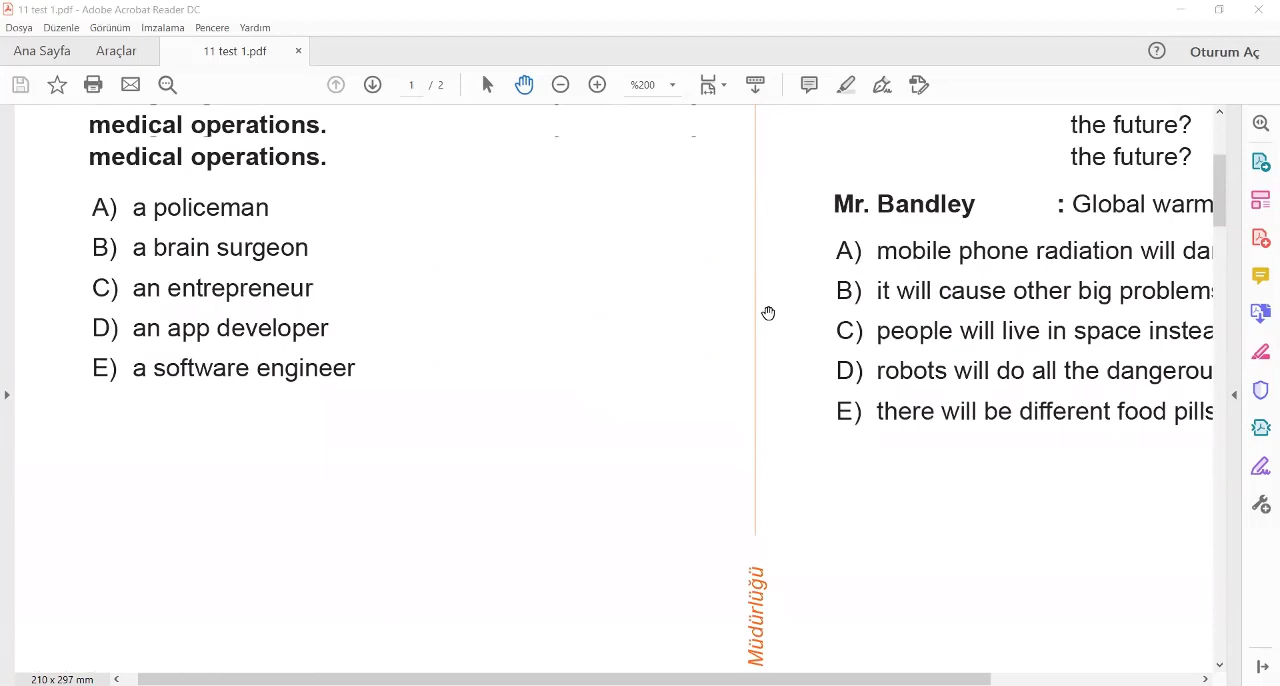 11 test 1.pdf - Adobe Acrobat Reader DC
Dosya Düzenle Görünüm İmzalama Pencere Yardım
Ana Sayfa Araçlar 11 test 1.pdf × Oturum Aç
1 / 2 %200
medical operations.
medical operations.
A) a policeman
B) a brain surgeon
C) an entrepreneur
D) an app developer
E) a software engineer
the future?
the future?
Mr. Bandley : Global warm
A) mobile phone radiation will da
B) it will cause other big problems
C) people will live in space instea
D) robots will do all the dangerou
E) there will be different food pills
Müdürlüğü
210 x 297 mm